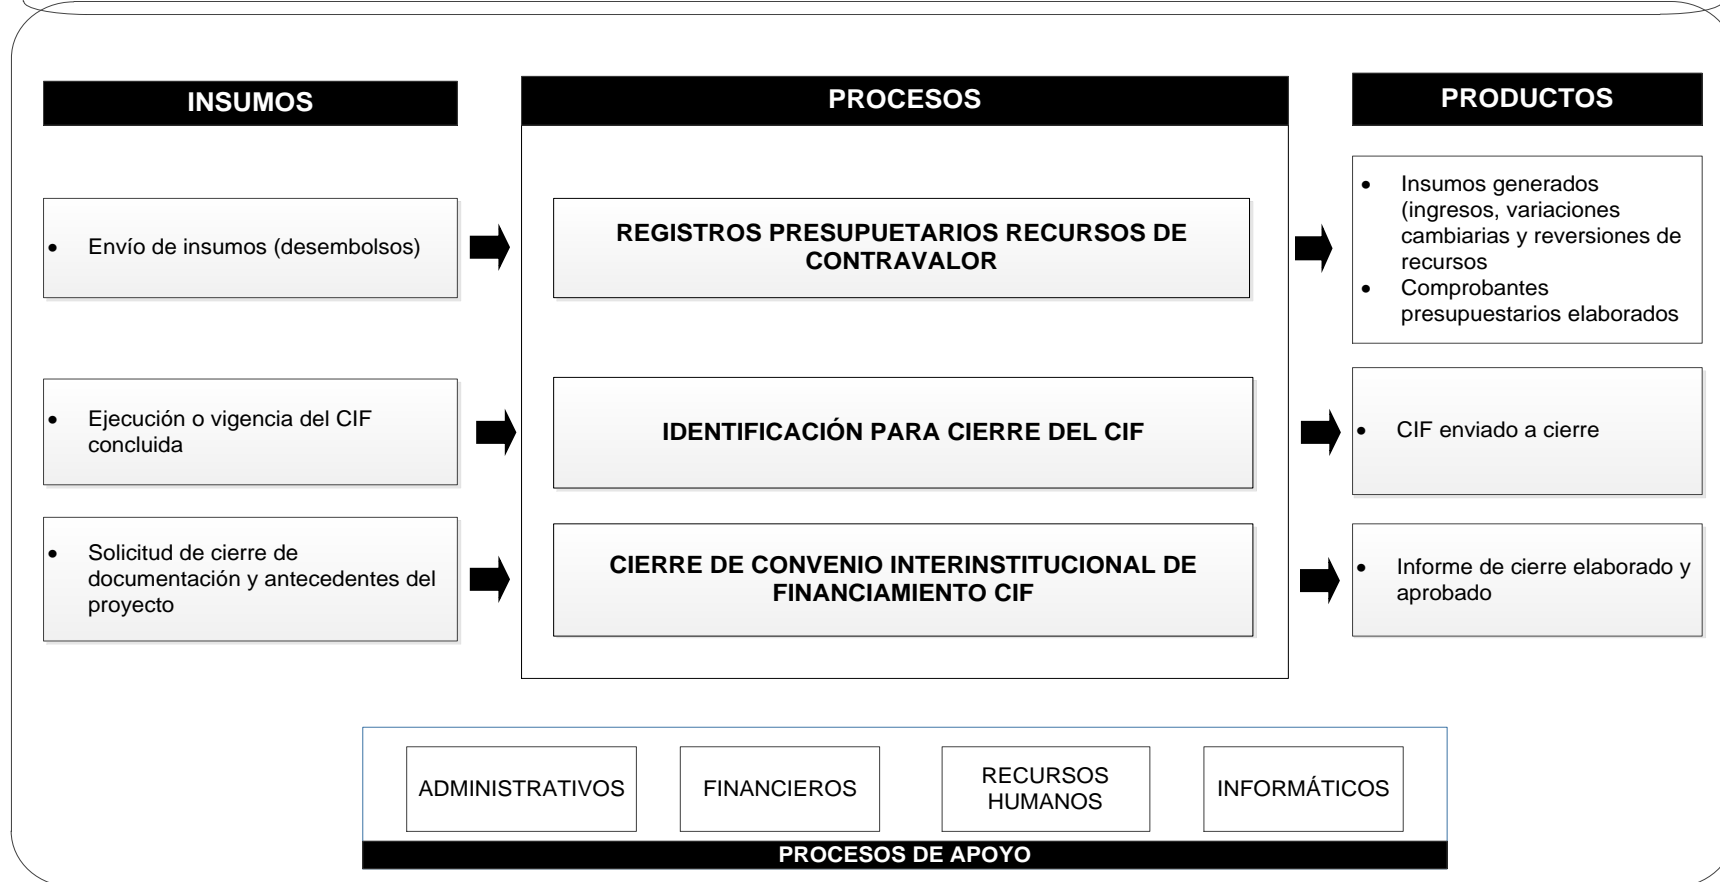 INSUMOS
PROCESOS
PRODUCTOS
• Envío de insumos (desembolsos)
REGISTROS PRESUPUETARIOS RECURSOS DE
CONTRAVALOR
• Insumos generados
(ingresos, variaciones
cambiarias y reversiones de
recursos
• Comprobantes
presupuestarios elaborados
• Ejecución o vigencia del CIF
concluida
IDENTIFICACIÓN PARA CIERRE DEL CIF
• CIF enviado a cierre
• Solicitud de cierre de
documentación y antecedentes del
proyecto
CIERRE DE CONVENIO INTERINSTITUCIONAL DE
FINANCIAMIENTO CIF
• Informe de cierre elaborado y
aprobado
ADMINISTRATIVOS
FINANCIEROS
RECURSOS
HUMANOS
INFORMÁTICOS
PROCESOS DE APOYO